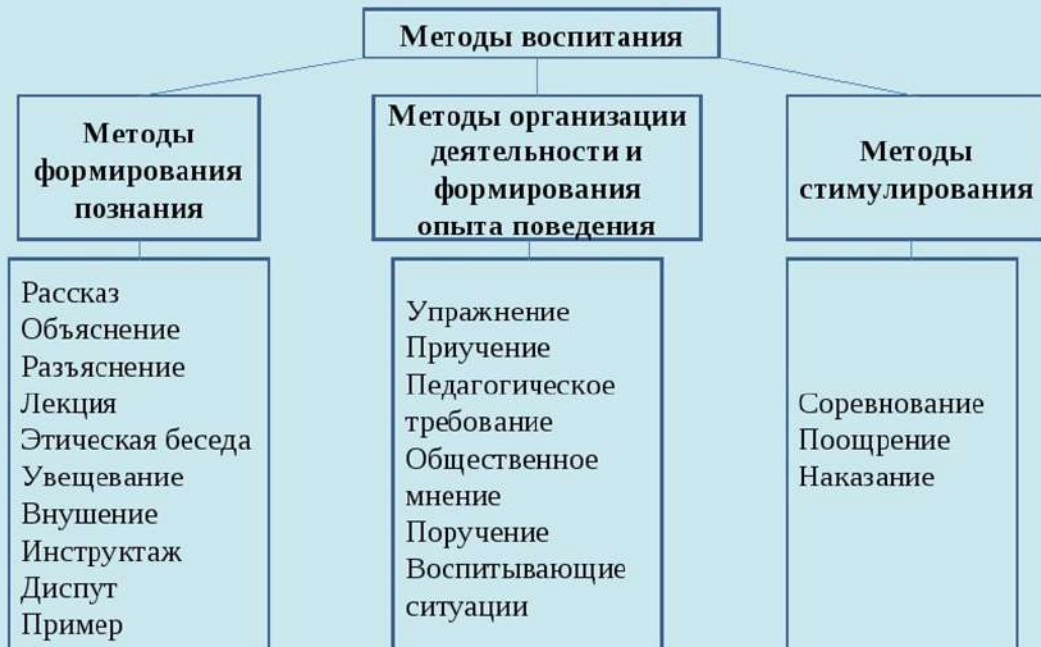 Методы воспитания
Методы
формирования
познания
Методы организации
деятельности и
формирования
опыта поведения
Методы
стимулирования
Рассказ
Объяснение
Разъяснение
Лекция
Этическая беседа
Увещевание
Внушение
Инструктаж
Диспут
Пример
Упражнение
Приучение
Педагогическое
требование
Общественное
мнение
Поручение
Воспитывающие
ситуации
Соревнование
Поощрение
Наказание